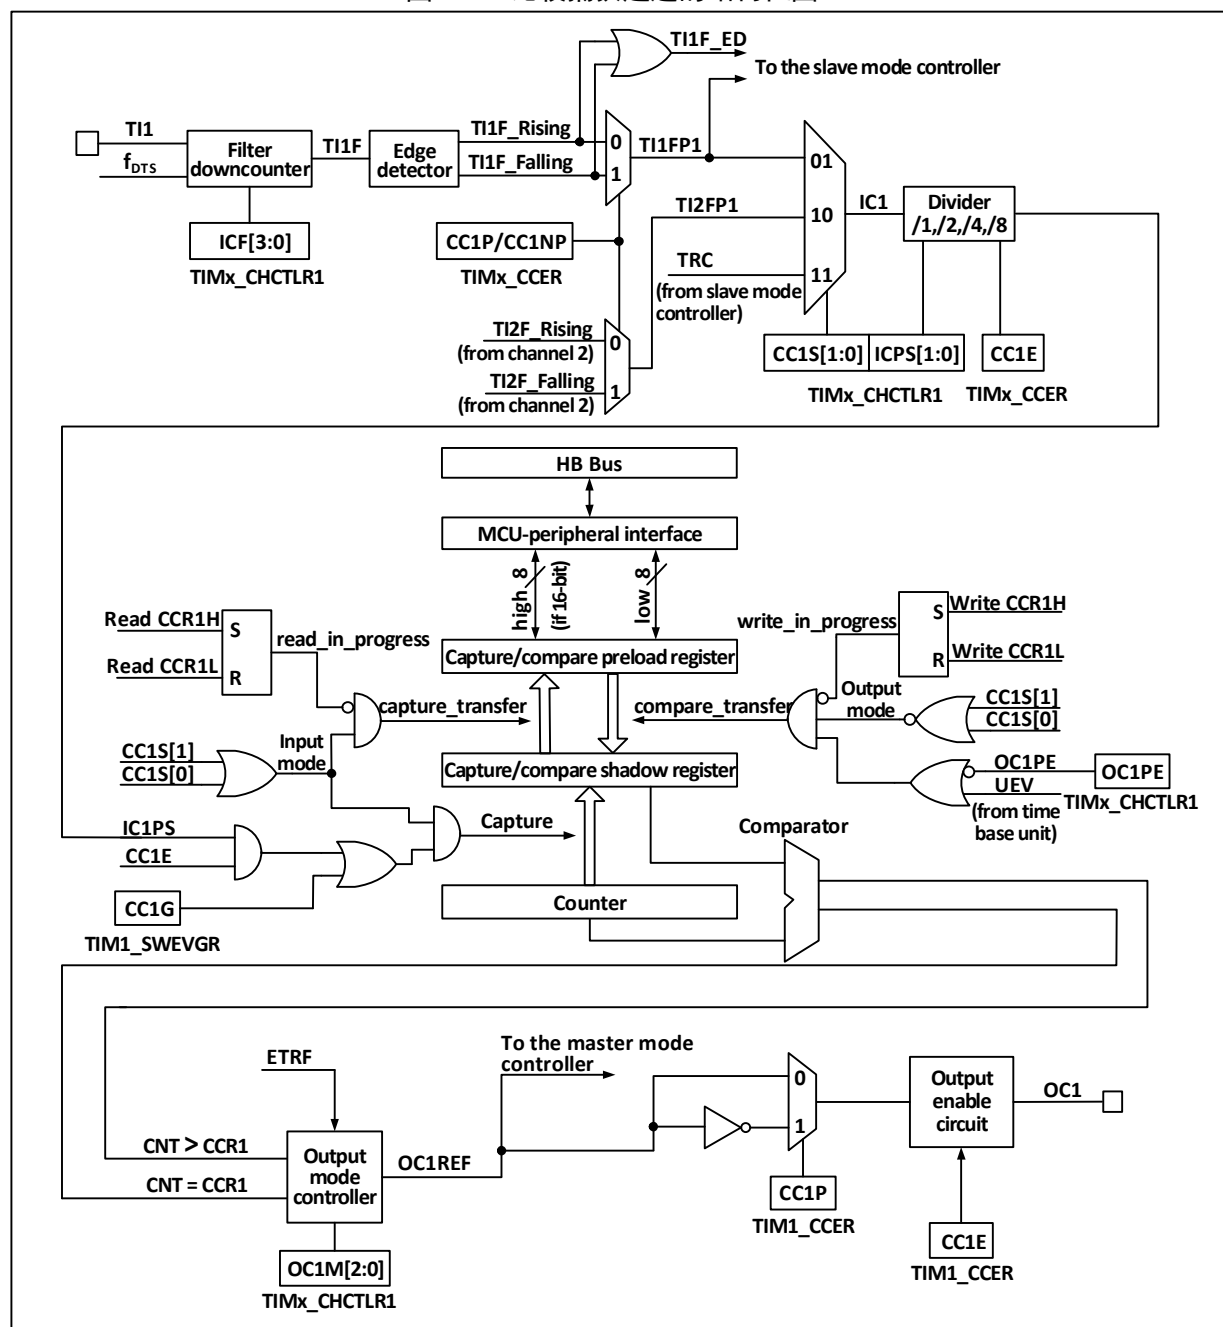 TI1F_ED
To the slave mode controller
TI1
fDTS
Filter
downcounter
TI1F
Edge
detector
TI1F_Rising
TI1F_Falling
0
1
TI1FP1
01
10
11
TI2FP1
TRC
(from slave mode
controller)
IC1
Divider
/1,/2,/4,/8
ICF[3:0]
TIMx_CHCTLR1
CC1P/CC1NP
TIMx_CCER
TI2F_Rising
(from channel 2)
TI2F_Falling
(from channel 2)
0
1
CC1S[1:0]
ICPS[1:0]
TIMx_CHCTLR1
CC1E
TIMx_CCER
HB Bus
MCU-peripheral interface
high
8
(if 16-bit)
low
8
Read CCR1H
Read CCR1L
S
R
read_in_progress
Capture/compare preload register
write_in_progress
S
R
Write CCR1H
Write CCR1L
capture_transfer
compare_transfer
Output
mode
CC1S[1]
CC1S[0]
CC1S[1]
CC1S[0]
Input
mode
Capture/compare shadow register
OC1PE
UEV
(from time
base unit)
OC1PE
TIMx_CHCTLR1
IC1PS
CC1E
CC1G
TIM1_SWEVGR
Capture
Counter
Comparator
ETRF
To the master mode
controller
CNT > CCR1
CNT = CCR1
Output
mode
controller
OC1REF
OC1M[2:0]
TIMx_CHCTLR1
0
1
CC1P
TIM1_CCER
Output
enable
circuit
OC1
CC1E
TIM1_CCER